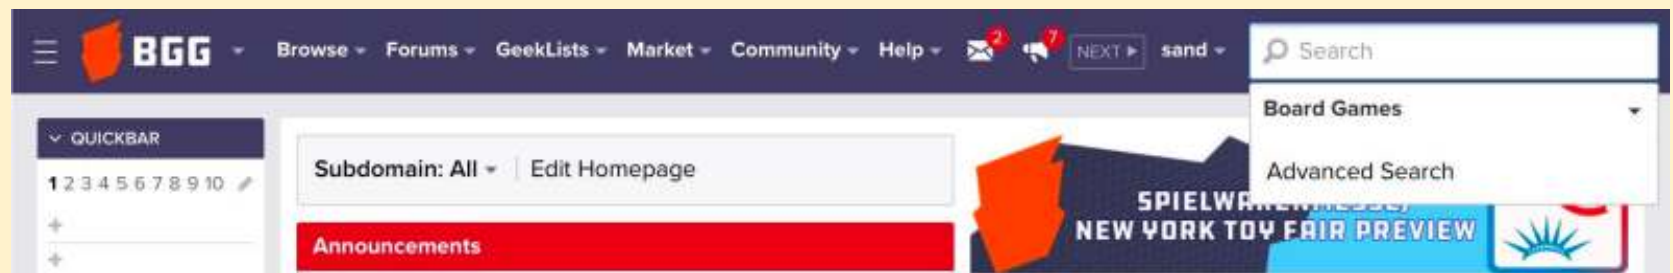 BGG Browse Forums GeekLists Market Community Help 2 7 NEXT sand Search
Board Games
Advanced Search
QUICKBAR
1 2 3 4 5 6 7 8 9 10
+
+
Subdomain: All Edit Homepage
Announcements
NEW YORK TOY FAIR PREVIEW